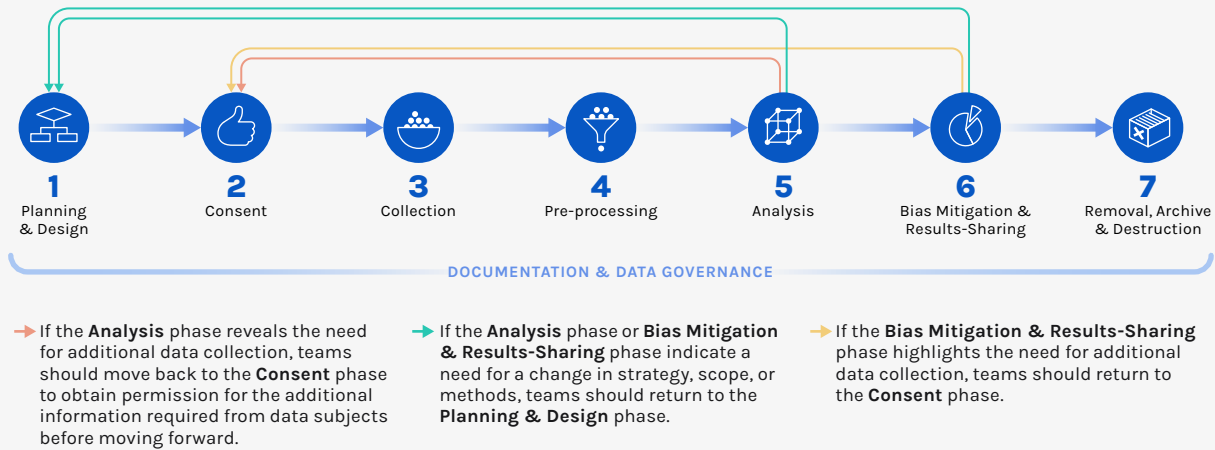 1
Planning
& Design
2
Consent
3
Collection
4
Pre-processing
5
Analysis
6
Bias Mitigation &
Results-Sharing
7
Removal, Archive
& Destruction
DOCUMENTATION & DATA GOVERNANCE
If the Analysis phase reveals the need
for additional data collection, teams
should move back to the Consent phase
to obtain permission for the additional
information required from data subjects
before moving forward.
If the Analysis phase or Bias Mitigation
& Results-Sharing phase indicate a
need for a change in strategy, scope, or
methods, teams should return to the
Planning & Design phase.
If the Bias Mitigation & Results-Sharing
phase highlights the need for additional
data collection, teams should return to
the Consent phase.